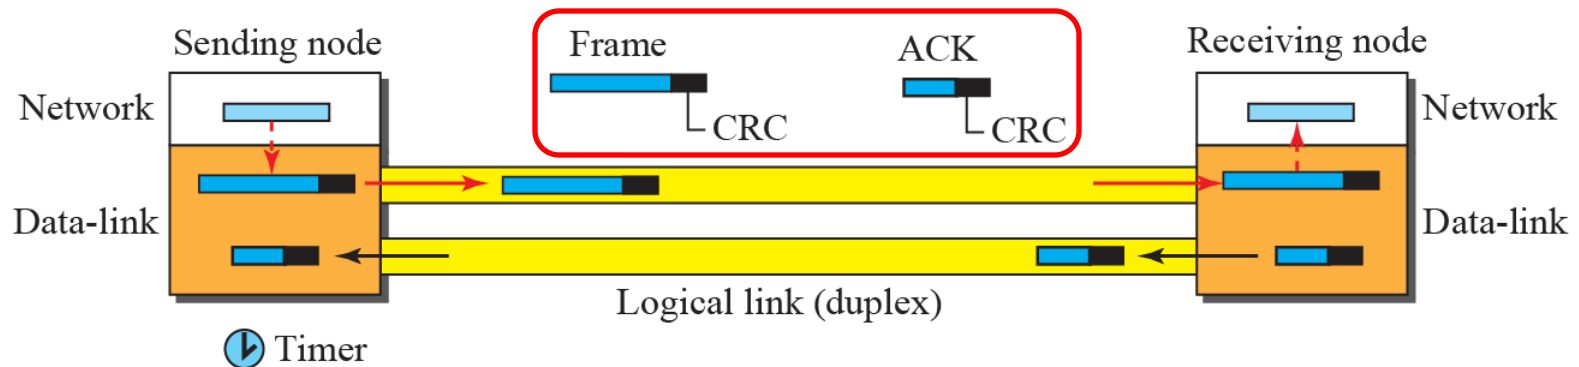 Sending node
Frame
ACK
Receiving node
Network
CRC
CRC
Network
Data-link
Data-link
Logical link (duplex)
Timer